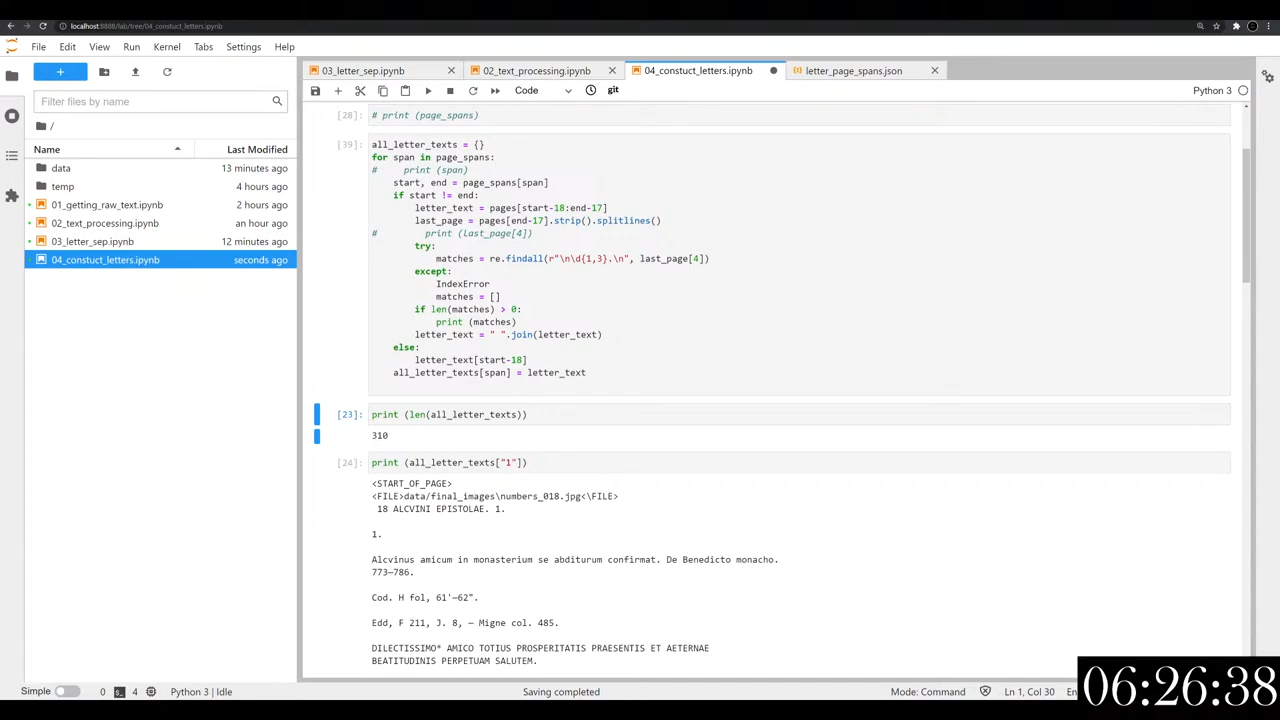 localhost:8888/lab/tree/04_constuct_letters.ipynb
File Edit View Run Kernel Tabs Settings Help
+
Filter files by name
/
Name Last Modified
data 13 minutes ago
temp 4 hours ago
01_getting_raw_text.ipynb 2 hours ago
02_text_processing.ipynb an hour ago
03_letter_sep.ipynb 12 minutes ago
04_constuct_letters.ipynb seconds ago
03_letter_sep.ipynb 02_text_processing.ipynb 04_constuct_letters.ipynb letter_page_spans.json
Code git Python 3
[28]: # print (page_spans)
[39]: all_letter_texts = {}
for span in page_spans:
# print (span)
start, end = page_spans[span]
if start != end:
letter_text = pages[start-18:end-17]
last_page = pages[end-17].strip().splitlines()
# print (last_page[4])
try:
matches = re.findall(r"\n\d{1,3}.\n", last_page[4])
except:
IndexError
matches = []
if len(matches) > 0:
print (matches)
letter_text = " ".join(letter_text)
else:
letter_text[start-18]
all_letter_texts[span] = letter_text
[23]: print (len(all_letter_texts))
310
[24]: print (all_letter_texts["1"])
<START_OF_PAGE>
<FILE>data/final_images\numbers_018.jpg<\FILE>
18 ALCVINI EPISTOLAE. 1.
1.
Alcvinus amicum in monasterium se abditurum confirmat. De Benedicto monacho.
773—786.
Cod. H fol, 61'—62".
Edd, F 211, J. 8, — Migne col. 485.
DILECTISSIMO* AMICO TOTIUS PROSPERITATIS PRAESENTIS ET AETERNAE
BEATITUDINIS PERPETUAM SALUTEM.
Simple 0 4 Python 3 | Idle Saving completed Mode: Command Ln 1, Col 30 En
06:26:38